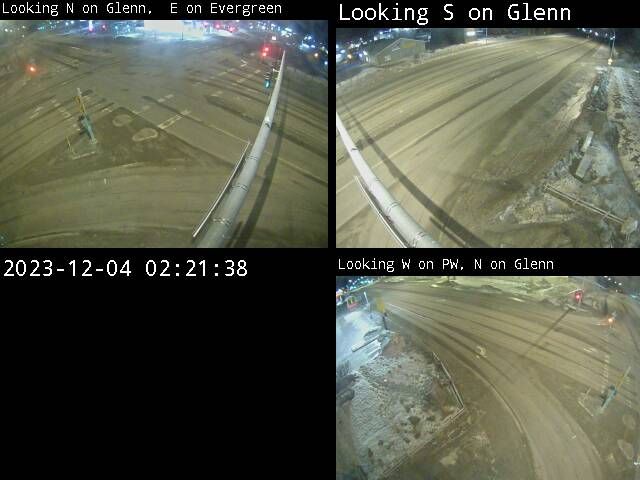 Looking N on Glenn,  E on Evergreen
Looking S on Glenn
2023-12-04 02:21:38
Looking W on PW, N on Glenn